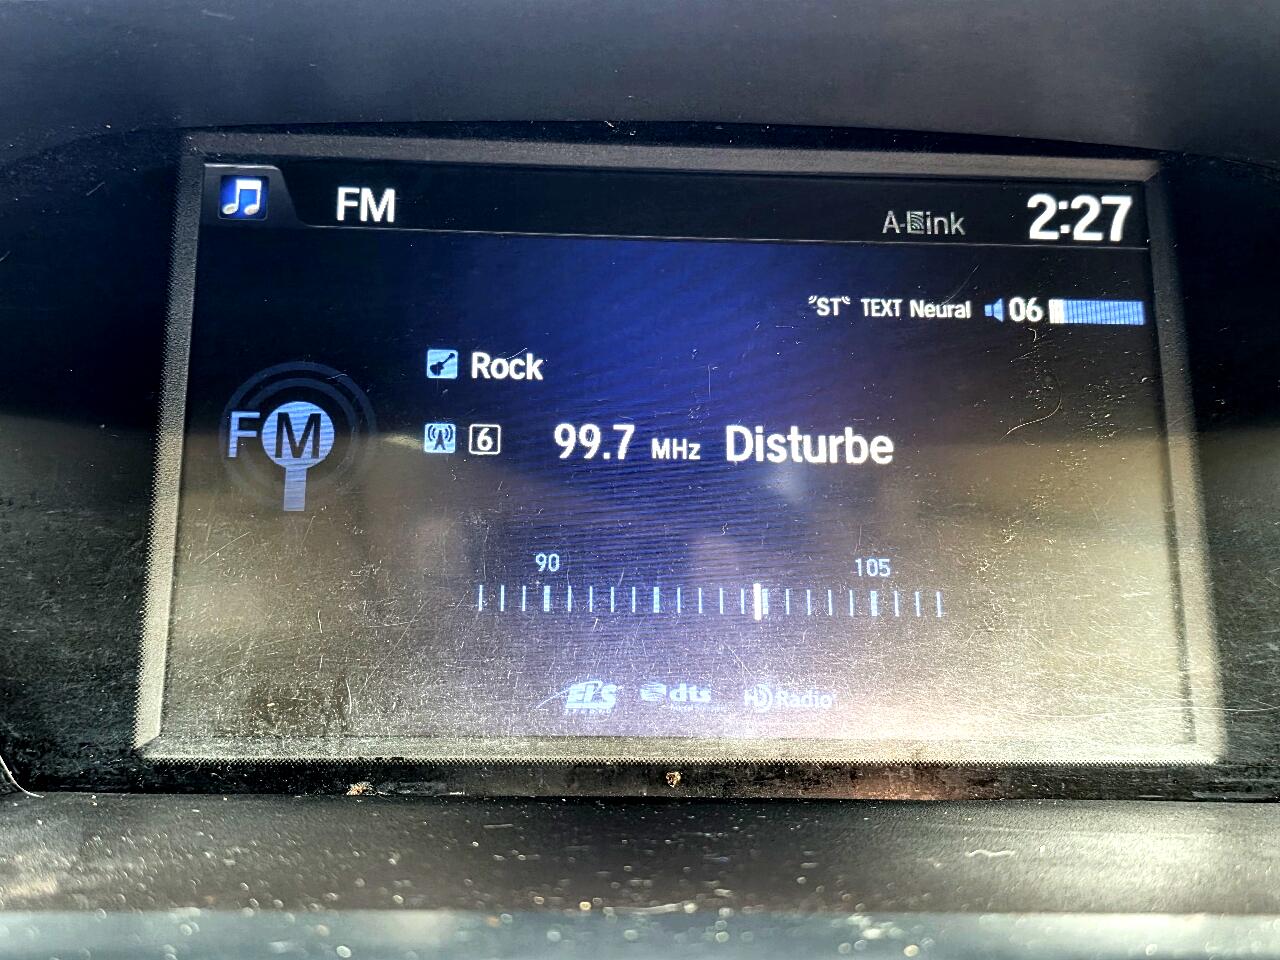 FM
A-Link
2:27
"ST" TEXT Neural 06
Rock
FM
6 99.7 MHz Disturbe
90 105
ELS dts HD Radio